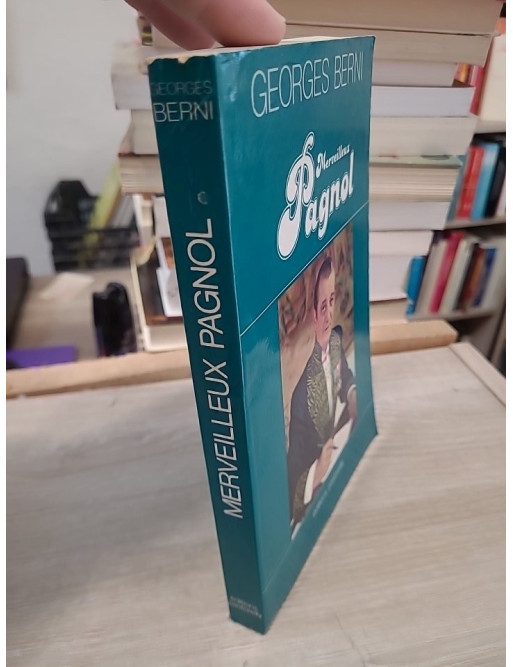 GEORGES
BERNI
MERVEILLEUX PAGNOL
GEORGES BERNI
Merveilleux
Pagnol